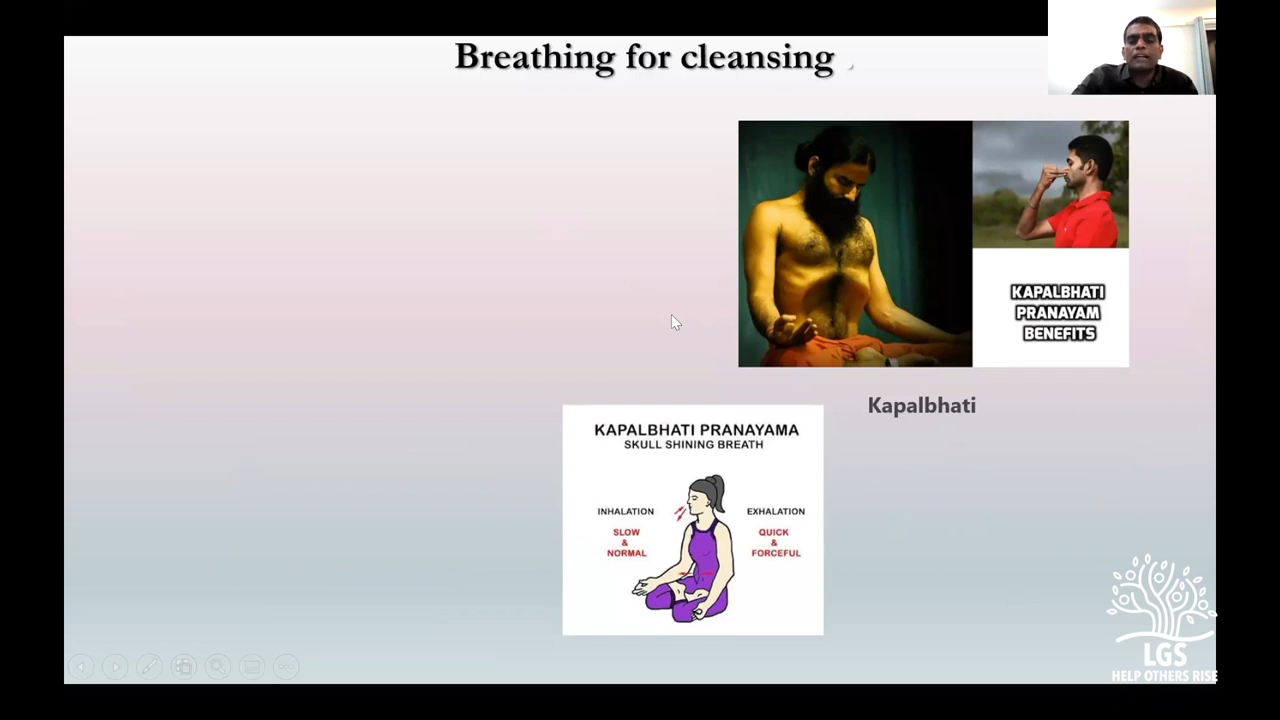 Breathing for cleansing
KAPALBHATI
PRANAYAM
BENEFITS
Kapalbhati
KAPALBHATI PRANAYAMA
SKULL SHINING BREATH
INHALATION
SLOW
&
NORMAL
EXHALATION
QUICK
&
FORCEFUL
LGS
HELP OTHERS RISE